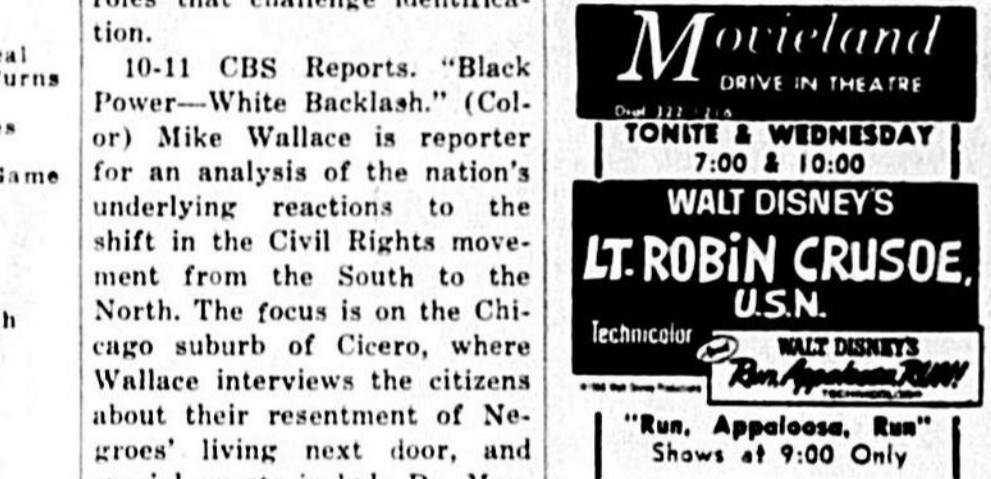 eal
urns
es
Game
h
roles that challenge identifica-
tion.
10-11 CBS Reports. "Black
Power—White Backlash." (Col-
or) Mike Wallace is reporter
for an analysis of the nation's
underlying reactions to the
shift in the Civil Rights move-
ment from the South to the
North. The focus is on the Chi-
cago suburb of Cicero, where
Wallace interviews the citizens
about their resentment of Ne-
groes' living next door, and
Movieland
DRIVE IN THEATRE
TONITE & WEDNESDAY
7:00 & 10:00
WALT DISNEY'S
LT. ROBIN CRUSOE,
U.S.N.
Technicolor
WALT DISNEY'S
Run, Appaloosa, RUN!
TECHNICOLOR
"Run, Appaloosa, Run"
Shows at 9:00 Only